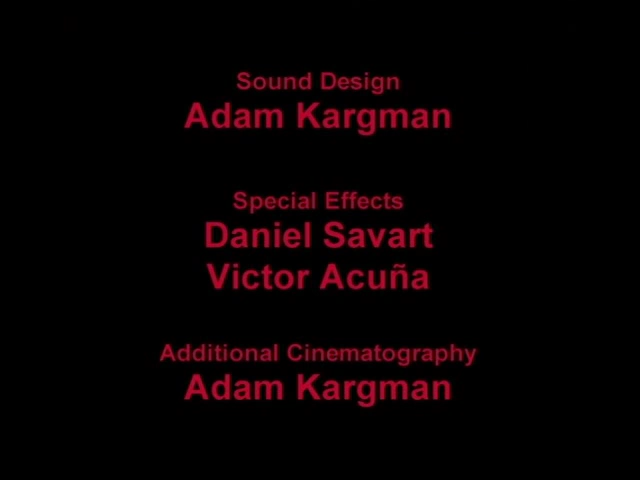 Sound Design
Adam Kargman
Special Effects
Daniel Savart
Victor Acuña
Additional Cinematography
Adam Kargman